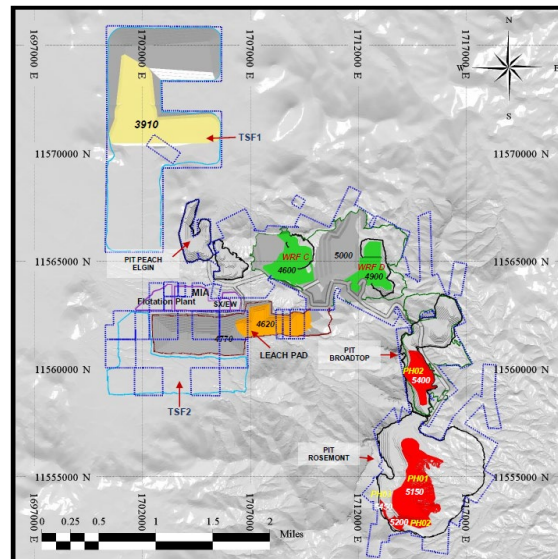 1697000 E
1702000 E
1707000 E
1712000 E
1717000 E
N
W
E
S
3910
TSF1
11570000 N
11570000 N
PIT PEACH
ELGIN
WRF C
4600
5000
WRF D
4900
11565000 N
11565000 N
MIA
Flotation Plant
SX/EW
4620
4770
LEACH PAD
PIT
BROADTOP
PH02
5400
11560000 N
11560000 N
TSF2
PIT
ROSEMONT
PH01
5150
5200 PH02
11555000 N
11555000 N
1697000 E
1702000 E
1707000 E
1712000 E
1717000 E
0 0.25 0.5 1 1.5 2
Miles